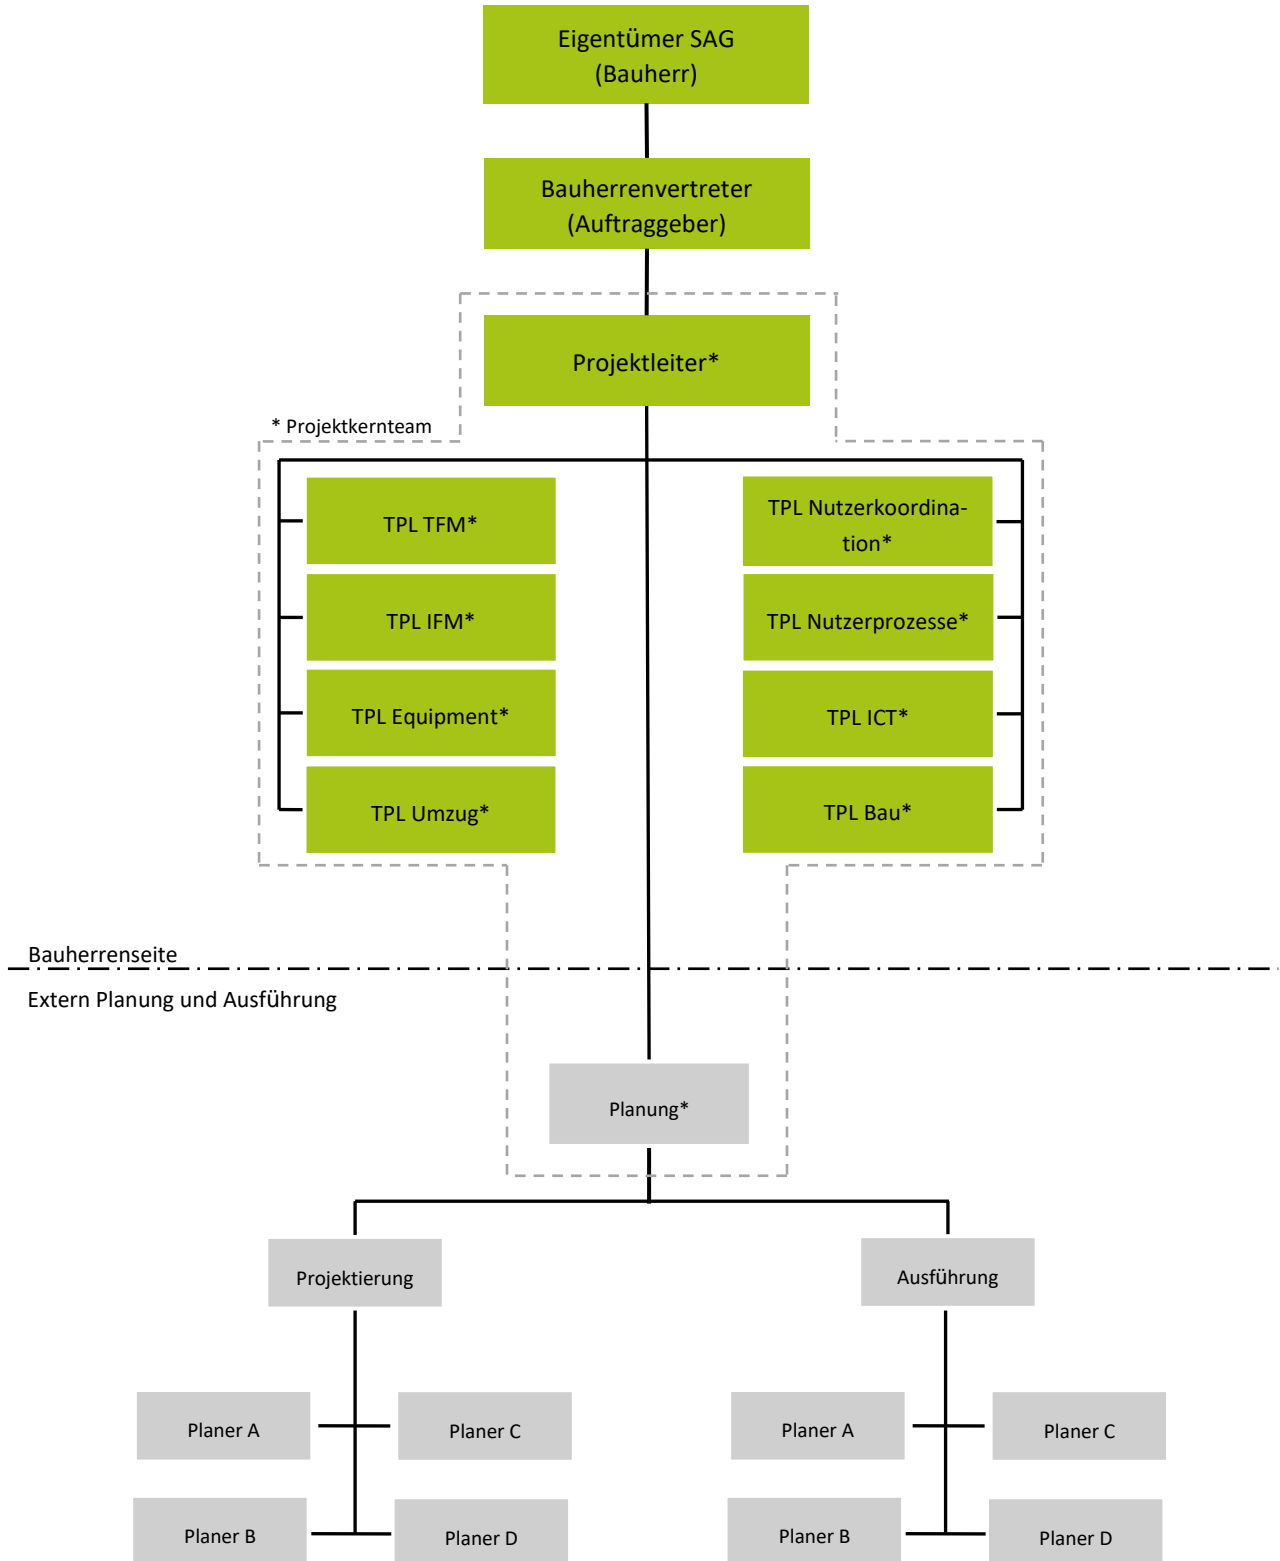 Eigentümer SAG
(Bauherr)
Bauherrenvertreter
(Auftraggeber)
Projektleiter*
* Projektkernteam
TPL TFM*
TPL Nutzerkoordina-
tion*
TPL IFM*
TPL Nutzerprozesse*
TPL Equipment*
TPL ICT*
TPL Umzug*
TPL Bau*
Bauherrenseite
Extern Planung und Ausführung
Planung*
Projektierung
Ausführung
Planer A
Planer C
Planer A
Planer C
Planer B
Planer D
Planer B
Planer D